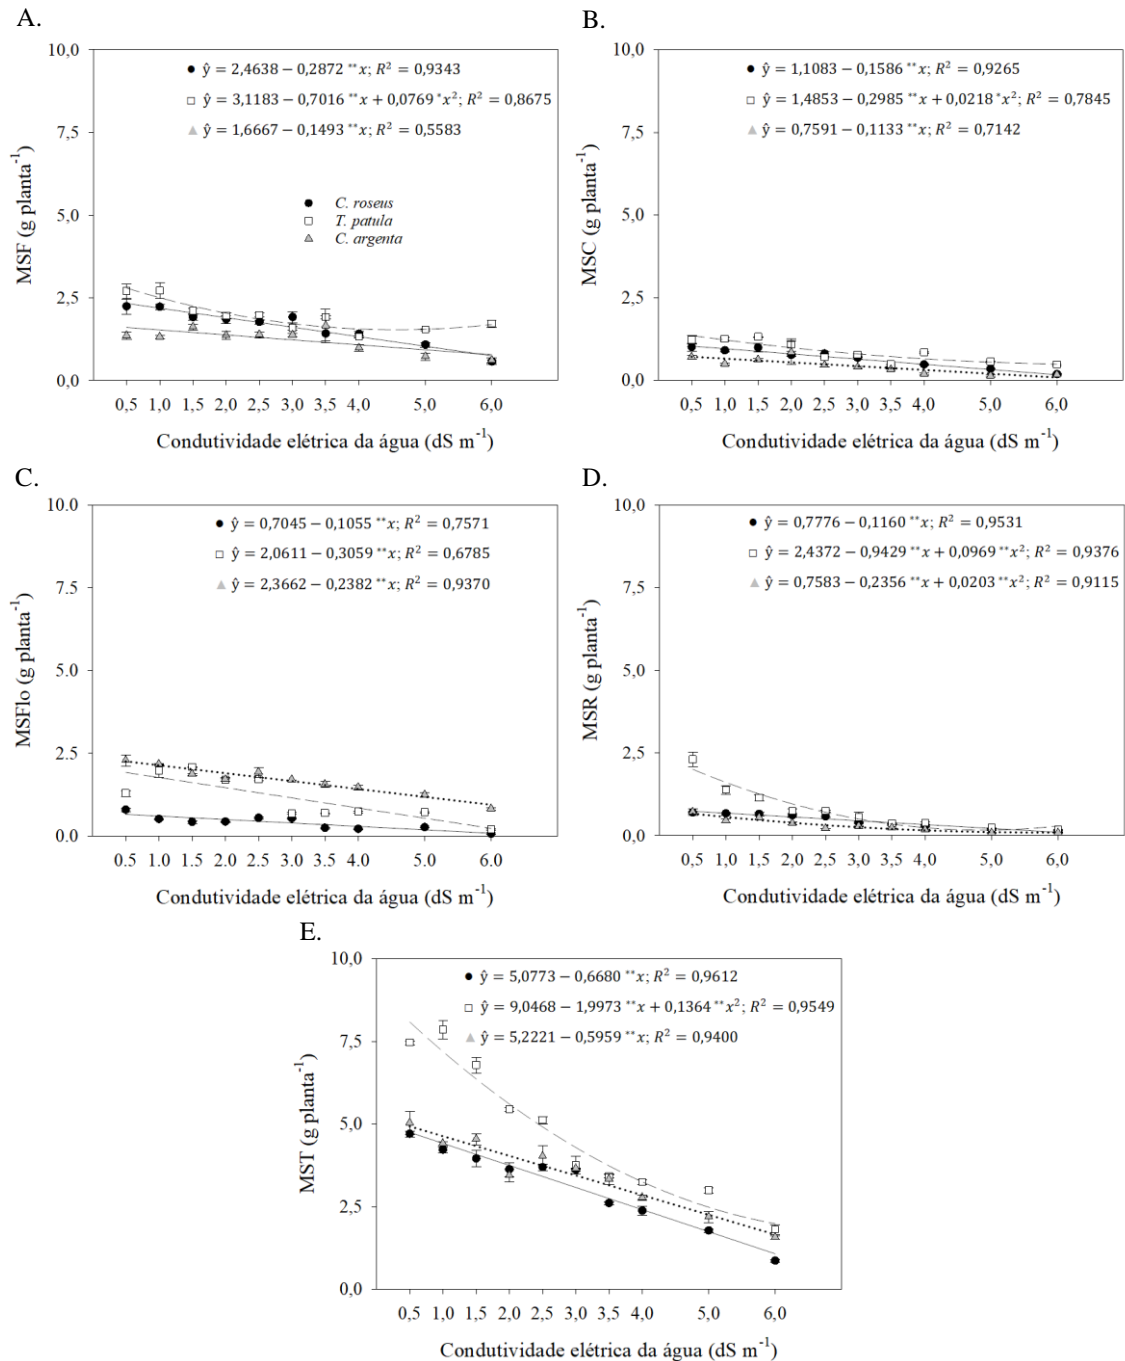 A.
10,0
7,5
5,0
2,5
0,0
MSF (g planta⁻¹)
ŷ = 2,4638 − 0,2872 **x; R² = 0,9343
ŷ = 3,1183 − 0,7016 **x + 0,0769 *x²; R² = 0,8675
ŷ = 1,6667 − 0,1493 **x; R² = 0,5583
C. roseus
T. patula
C. argenta
0,5 1,0 1,5 2,0 2,5 3,0 3,5 4.0 5,0 6,0
Condutividade elétrica da água (dS m⁻¹)
B.
10,0
7,5
5,0
2,5
0,0
MSC (g planta⁻¹)
ŷ = 1,1083 − 0,1586 **x; R² = 0,9265
ŷ = 1,4853 − 0,2985 **x + 0,0218 *x²; R² = 0,7845
ŷ = 0,7591 − 0,1133 **x; R² = 0,7142
0,5 1,0 1,5 2,0 2,5 3,0 3,5 4,0 5,0 6,0
Condutividade elétrica da água (dS m⁻¹)
C.
10,0
7,5
5,0
2,5
0,0
MSFlo (g planta⁻¹)
ŷ = 0,7045 − 0,1055 **x; R² = 0,7571
ŷ = 2,0611 − 0,3059 **x; R² = 0,6785
ŷ = 2,3662 − 0,2382 **x; R² = 0,9370
0,5 1,0 1,5 2,0 2,5 3,0 3,5 4.0 5,0 6,0
Condutividade elétrica da água (dS m⁻¹)
D.
10,0
7,5
5,0
2,5
0,0
MSR (g planta⁻¹)
ŷ = 0,7776 − 0,1160 **x; R² = 0,9531
ŷ = 2,4372 − 0,9429 **x + 0,0969 **x²; R² = 0,9376
ŷ = 0,7583 − 0,2356 **x + 0,0203 **x²; R² = 0,9115
0,5 1,0 1,5 2,0 2,5 3,0 3,5 4,0 5,0 6,0
Condutividade elétrica da água (dS m⁻¹)
E.
10,0
7,5
5,0
2,5
0,0
MST (g planta⁻¹)
ŷ = 5,0773 − 0,6680 **x; R² = 0,9612
ŷ = 9,0468 − 1,9973 **x + 0,1364 **x²; R² = 0,9549
ŷ = 5,2221 − 0,5959 **x; R² = 0,9400
0,5 1,0 1,5 2,0 2,5 3,0 3,5 4,0 5,0 6,0
Condutividade elétrica da água (dS m⁻¹)